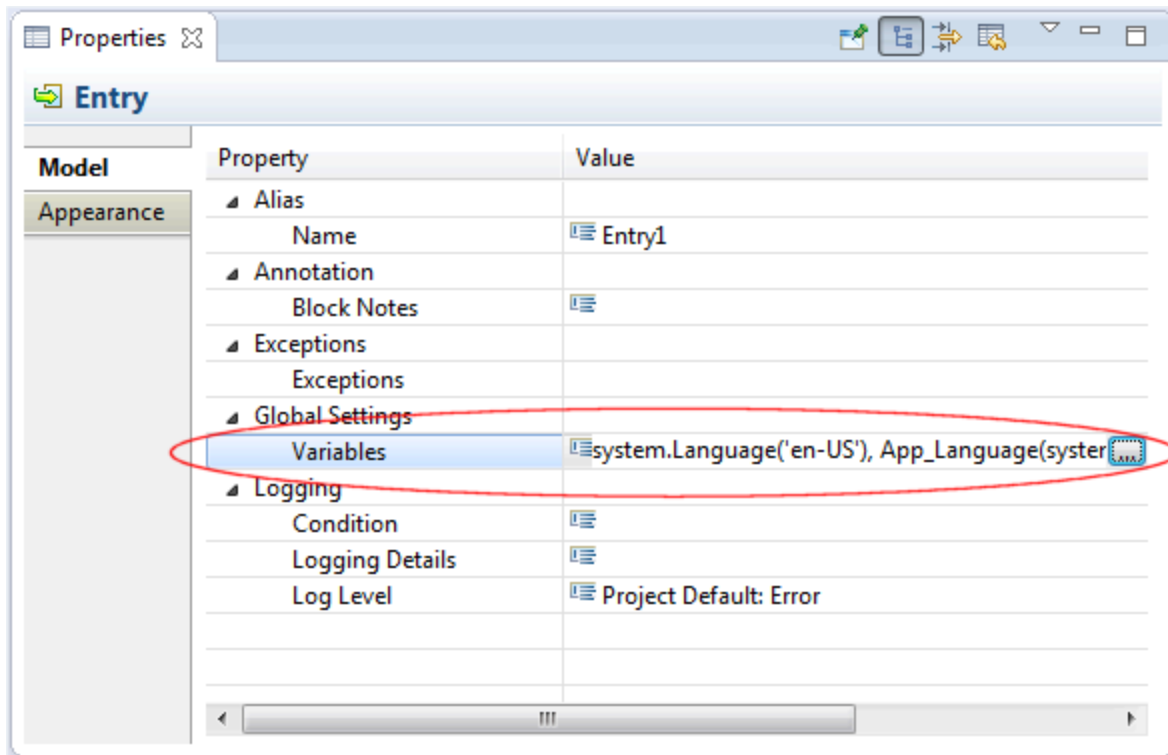 Properties
Entry
Model
Appearance
Property Value
Alias
Name Entry1
Annotation
Block Notes
Exceptions
Exceptions
Global Settings
Variables system.Language('en-US'), App_Language(syster ...
Logging
Condition
Logging Details
Log Level Project Default: Error